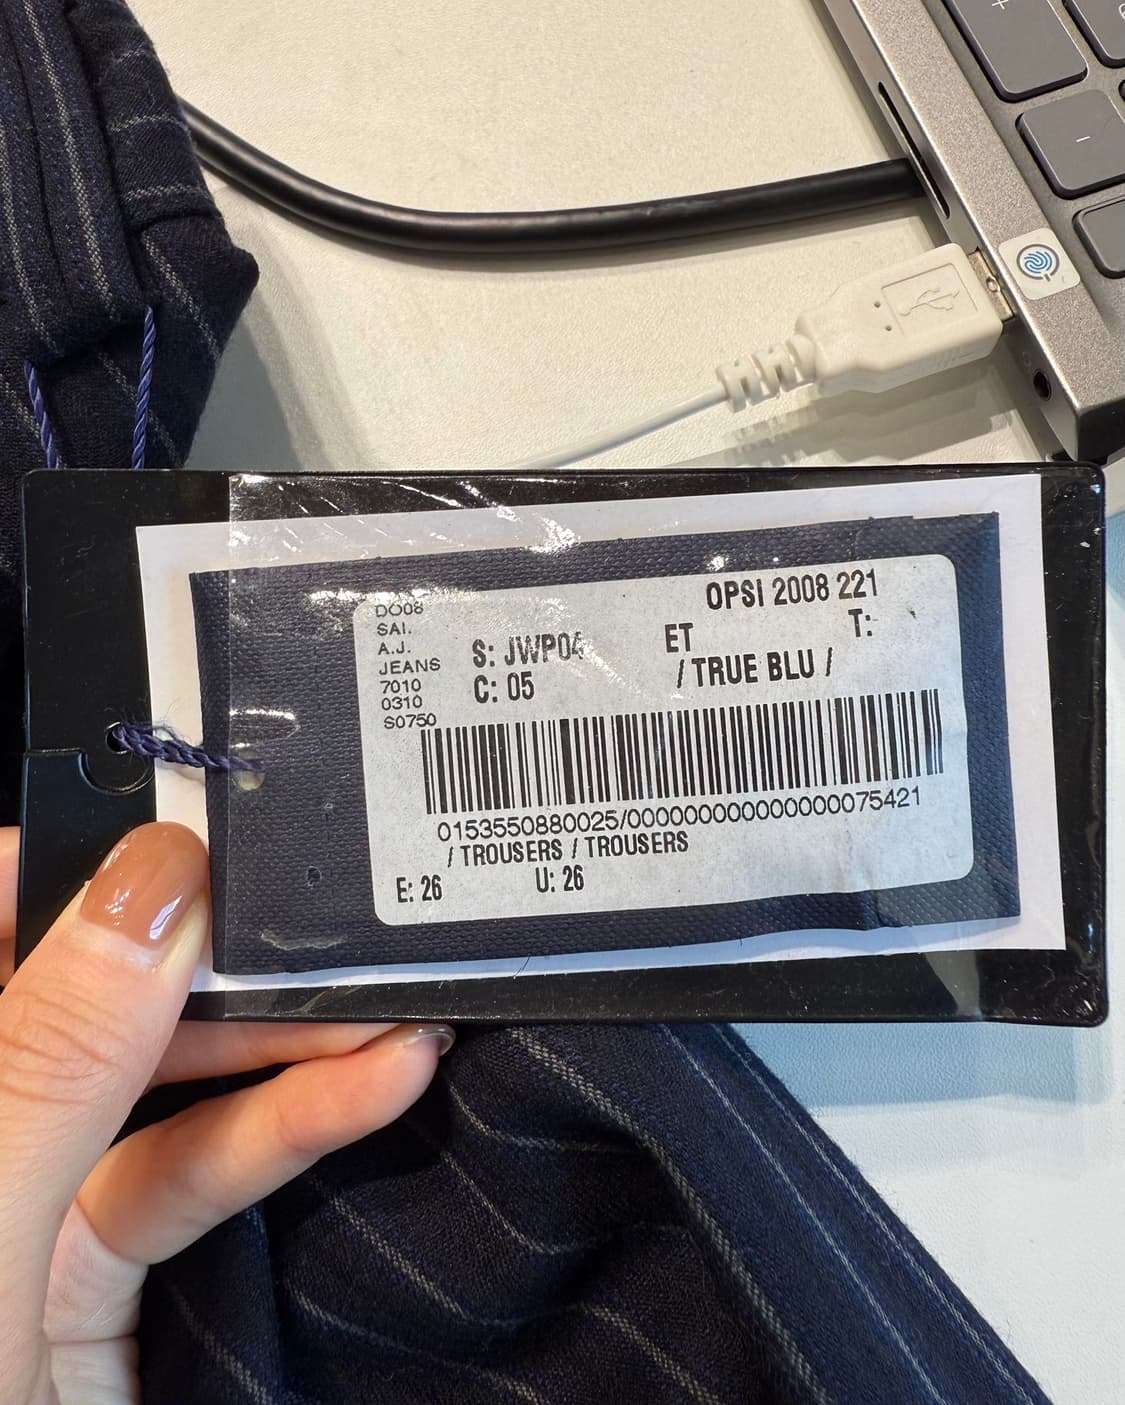 DO08
SAI.
A.J.
JEANS
7010
0310
S0750
OPSI 2008 221
S: JWP04 ET T:
C: 05 / TRUE BLU /
0153550880025/000000000000000075421
/ TROUSERS / TROUSERS
E: 26 U: 26